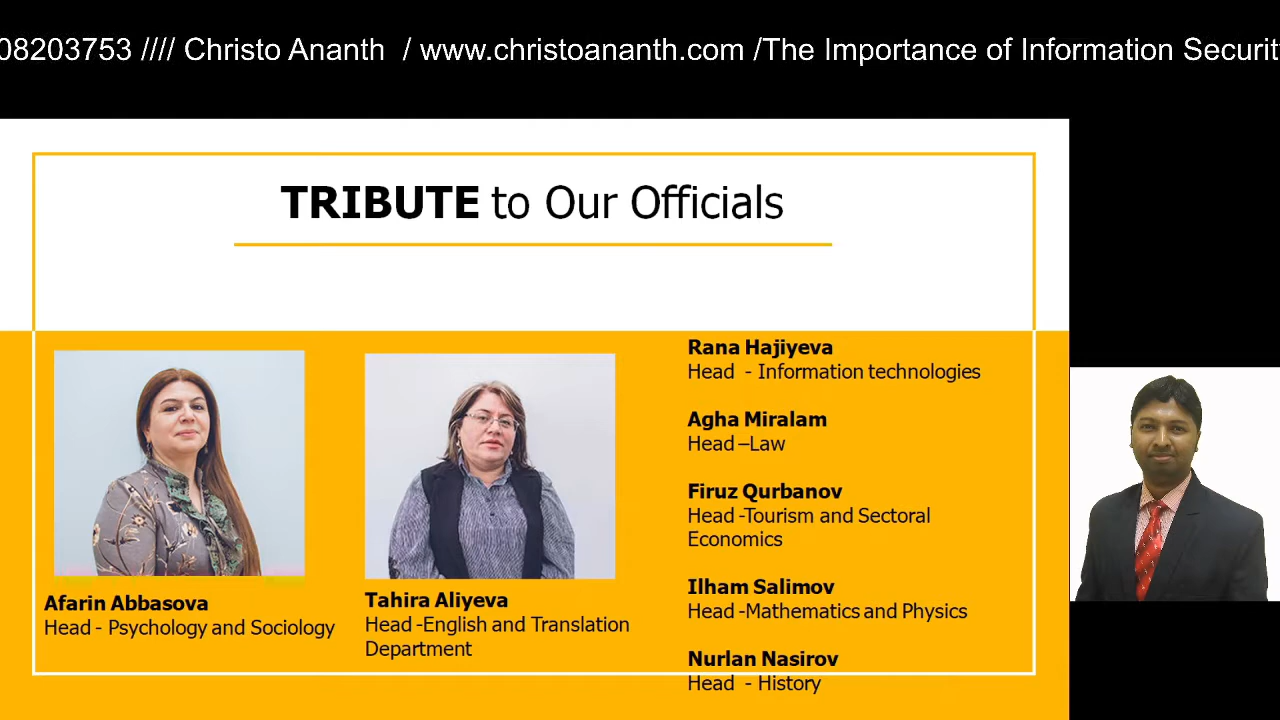 08203753 //// Christo Ananth / www.christoananth.com /The Importance of Information Securit
TRIBUTE to Our Officials
Afarin Abbasova
Head - Psychology and Sociology
Tahira Aliyeva
Head -English and Translation
Department
Rana Hajiyeva
Head - Information technologies
Agha Miralam
Head –Law
Firuz Qurbanov
Head -Tourism and Sectoral
Economics
Ilham Salimov
Head -Mathematics and Physics
Nurlan Nasirov
Head - History